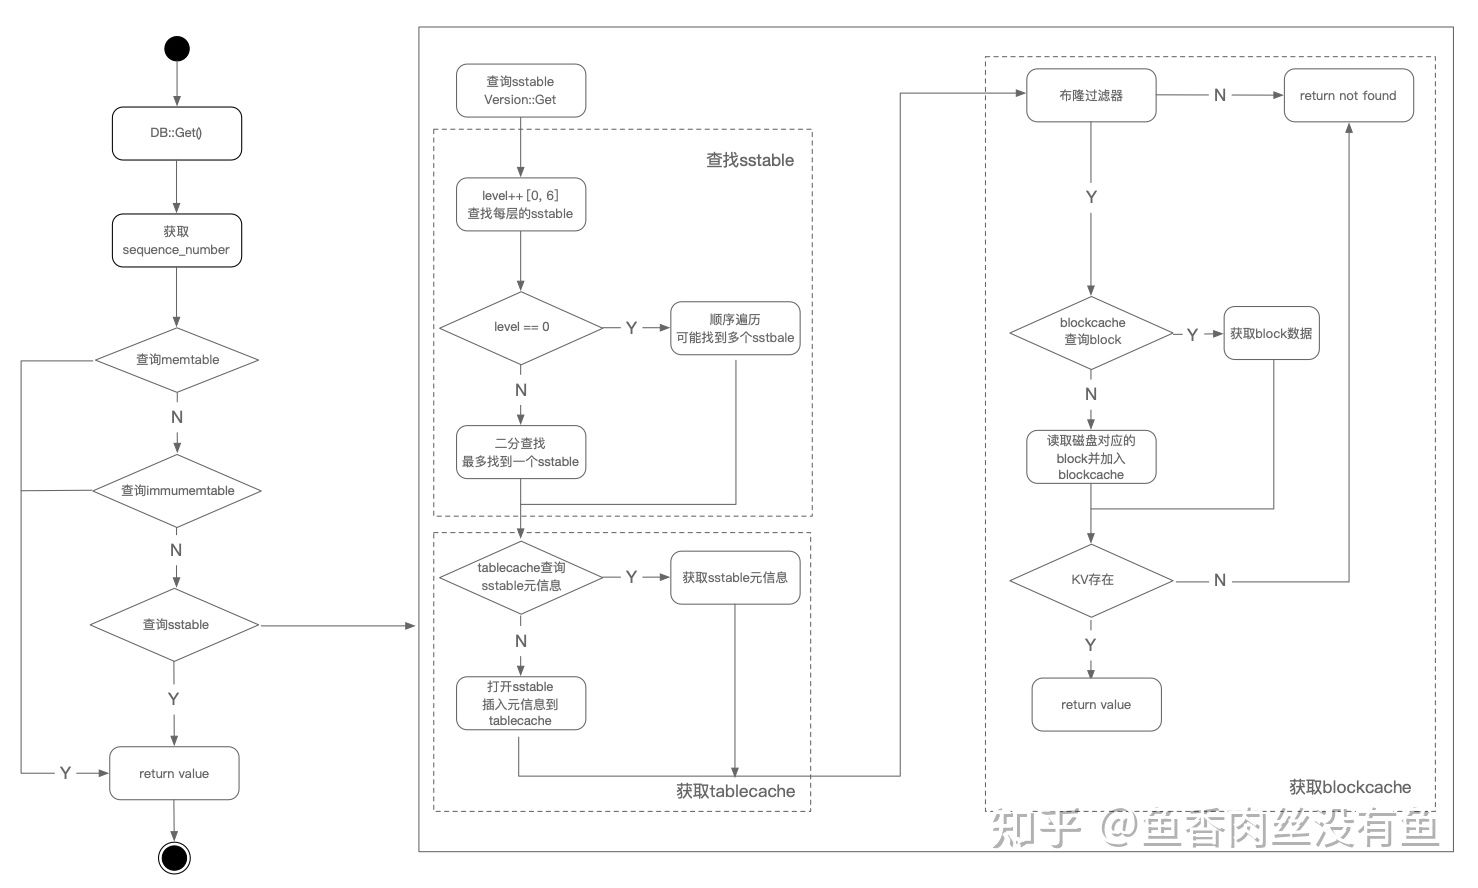 DB::Get()
获取
sequence_number
查询memtable
N
查询immumemtable
N
查询sstable
Y
Y
return value
查询sstable
Version::Get
查找sstable
level++ [0, 6]
查找每层的sstable
level == 0
Y
顺序遍历
可能找到多个sstbale
N
二分查找
最多找到一个sstable
tablecache查询
sstable元信息
Y
获取sstable元信息
N
打开sstable
插入元信息到
tablecache
获取tablecache
布隆过滤器
N
return not found
Y
blockcache
查询block
Y
获取block数据
N
读取磁盘对应的
block并加入
blockcache
KV存在
N
Y
return value
获取blockcache
知乎 @鱼香肉丝没有鱼